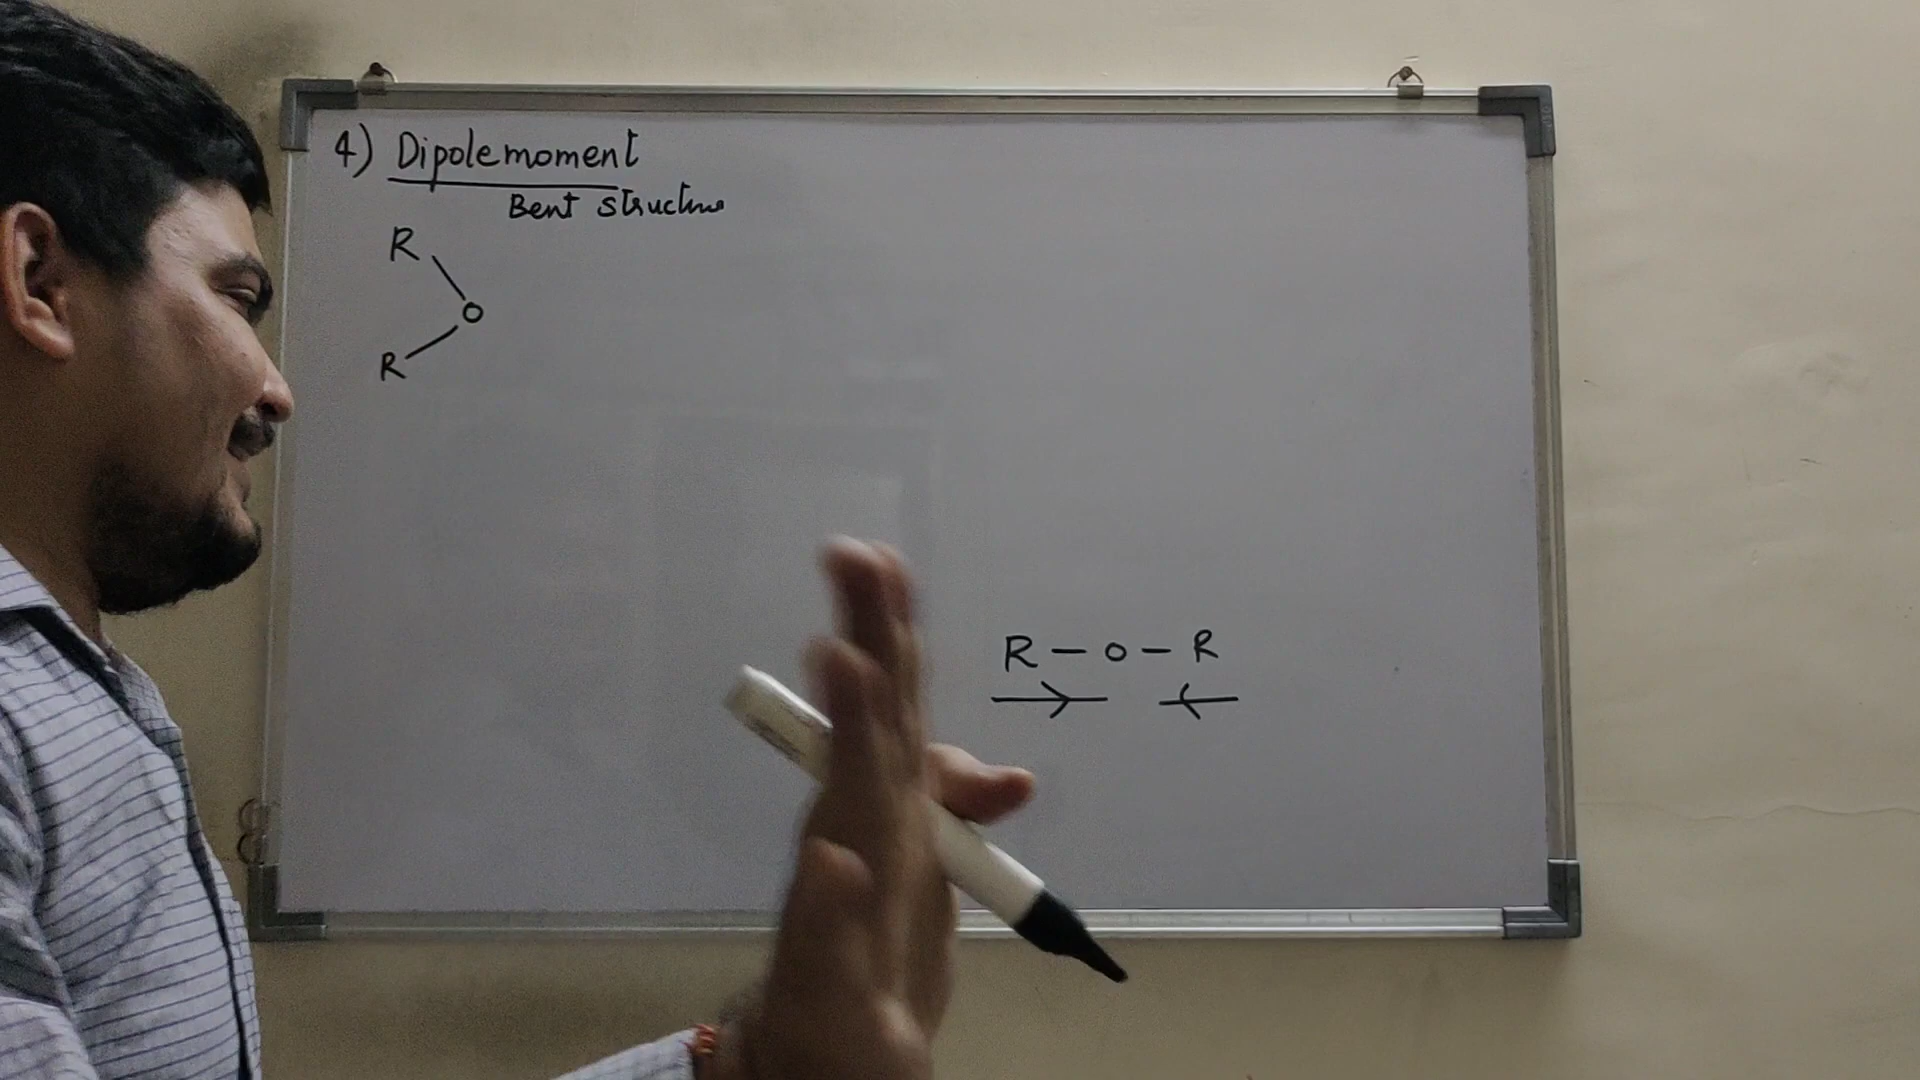 4) Dipolemoment
Bent structure
R
O
R
R - O - R